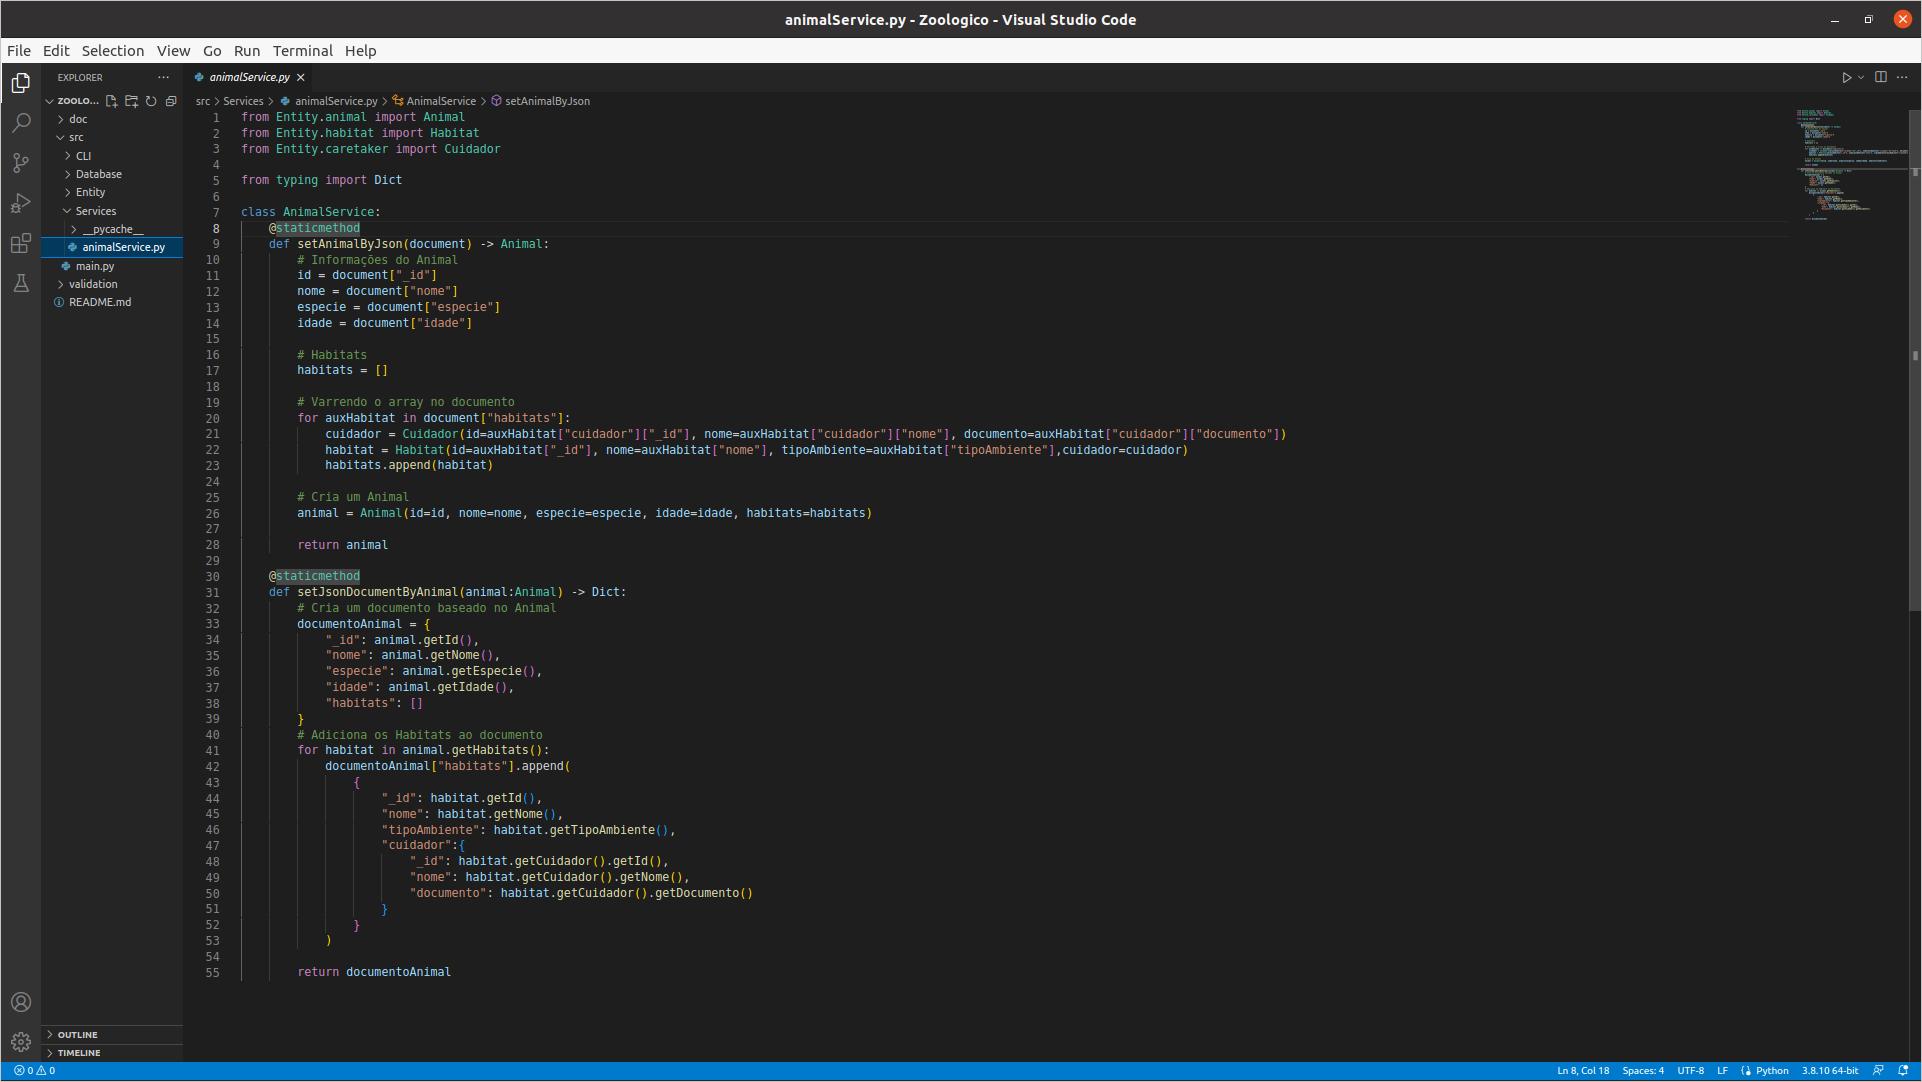 animalService.py - Zoologico - Visual Studio Code
File Edit Selection View Go Run Terminal Help
EXPLORER
ZOOLO...
doc
src
CLI
Database
Entity
Services
__pycache__
animalService.py
main.py
validation
README.md
OUTLINE
TIMELINE
animalService.py
src > Services > animalService.py > AnimalService > setAnimalByJson
1 from Entity.animal import Animal
2 from Entity.habitat import Habitat
3 from Entity.caretaker import Cuidador
4
5 from typing import Dict
6
7 class AnimalService:
8     @staticmethod
9     def setAnimalByJson(document) -> Animal:
10         # Informações do Animal
11         id = document["_id"]
12         nome = document["nome"]
13         especie = document["especie"]
14         idade = document["idade"]
15
16         # Habitats
17         habitats = []
18
19         # Varrendo o array no documento
20         for auxHabitat in document["habitats"]:
21             cuidador = Cuidador(id=auxHabitat["cuidador"]["_id"], nome=auxHabitat["cuidador"]["nome"], documento=auxHabitat["cuidador"]["documento"])
22             habitat = Habitat(id=auxHabitat["_id"], nome=auxHabitat["nome"], tipoAmbiente=auxHabitat["tipoAmbiente"],cuidador=cuidador)
23             habitats.append(habitat)
24
25         # Cria um Animal
26         animal = Animal(id=id, nome=nome, especie=especie, idade=idade, habitats=habitats)
27
28         return animal
29
30     @staticmethod
31     def setJsonDocumentByAnimal(animal:Animal) -> Dict:
32         # Cria um documento baseado no Animal
33         documentoAnimal = {
34             "_id": animal.getId(),
35             "nome": animal.getNome(),
36             "especie": animal.getEspecie(),
37             "idade": animal.getIdade(),
38             "habitats": []
39         }
40         # Adiciona os Habitats ao documento
41         for habitat in animal.getHabitats():
42             documentoAnimal["habitats"].append(
43                 {
44                     "_id": habitat.getId(),
45                     "nome": habitat.getNome(),
46                     "tipoAmbiente": habitat.getTipoAmbiente(),
47                     "cuidador":{
48                         "_id": habitat.getCuidador().getId(),
49                         "nome": habitat.getCuidador().getNome(),
50                         "documento": habitat.getCuidador().getDocumento()
51                     }
52                 }
53             )
54
55         return documentoAnimal
0 0 Ln 8, Col 18 Spaces: 4 UTF-8 LF Python 3.8.10 64-bit